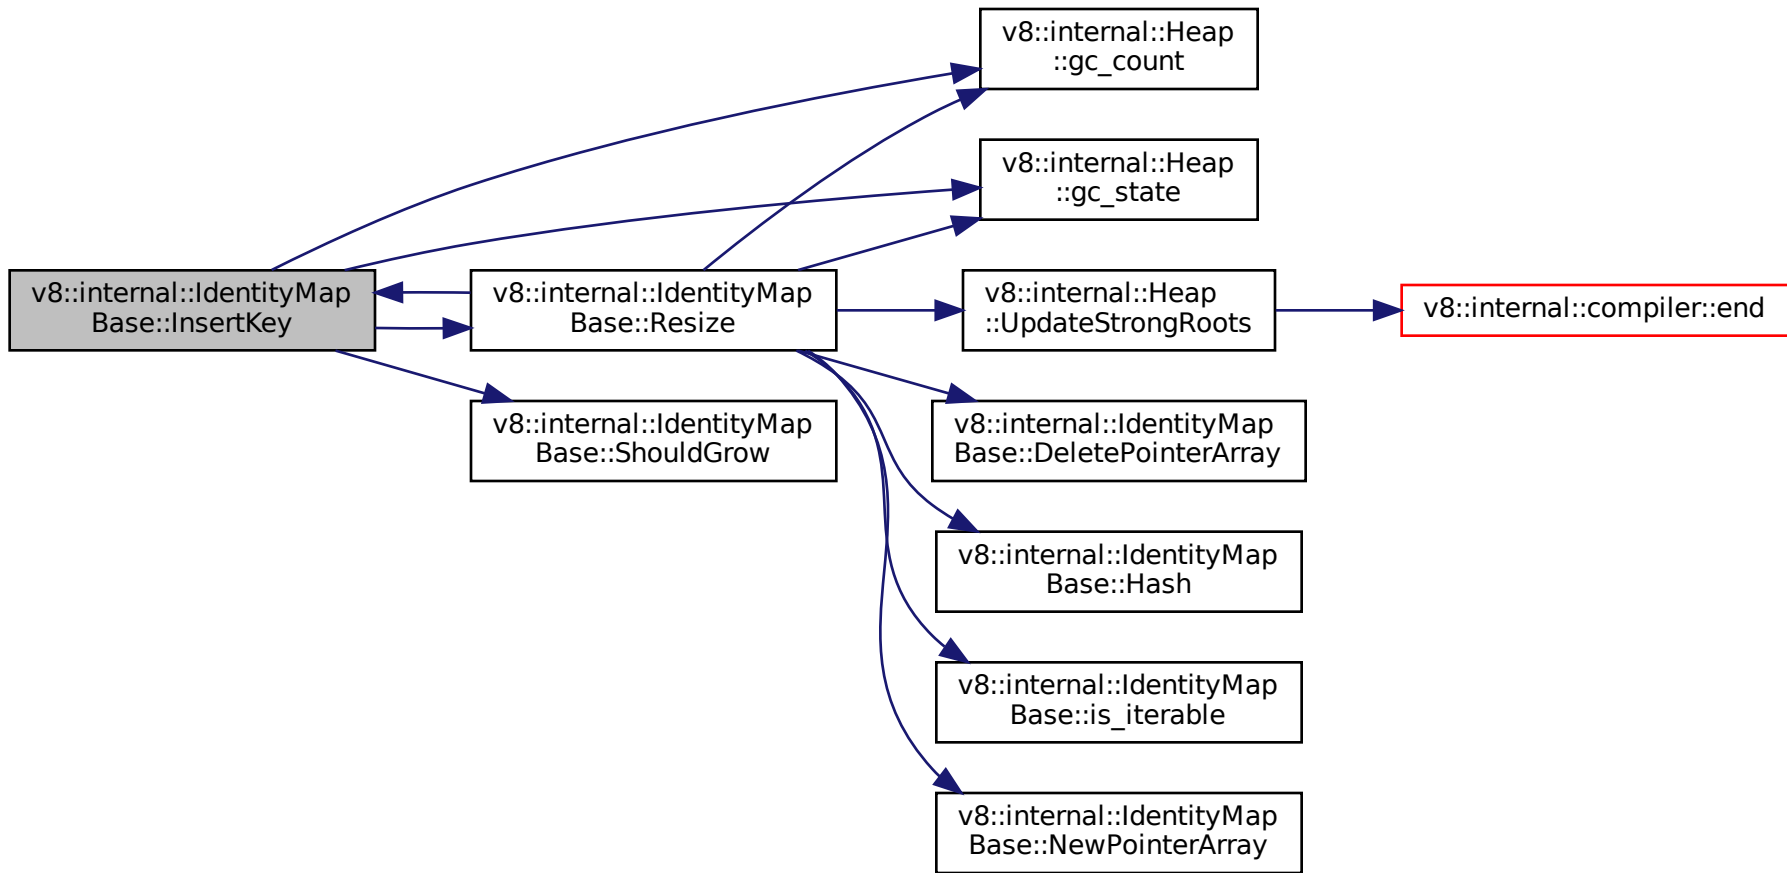 v8::internal::Heap
::gc_count
v8::internal::Heap
::gc_state
v8::internal::IdentityMap
Base::InsertKey
v8::internal::IdentityMap
Base::Resize
v8::internal::Heap
::UpdateStrongRoots
v8::internal::compiler::end
v8::internal::IdentityMap
Base::ShouldGrow
v8::internal::IdentityMap
Base::DeletePointerArray
v8::internal::IdentityMap
Base::Hash
v8::internal::IdentityMap
Base::is_iterable
v8::internal::IdentityMap
Base::NewPointerArray